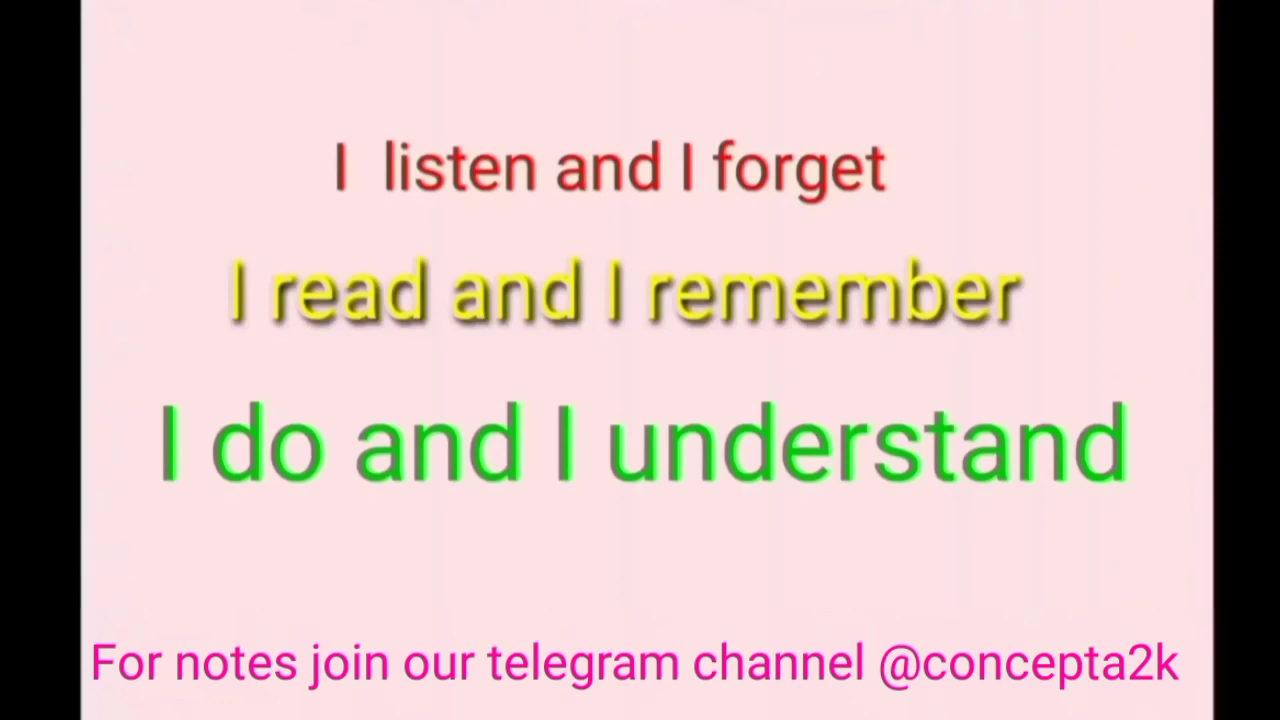 I listen and I forget
I read and I remember
I do and I understand
For notes join our telegram channel @concepta2k